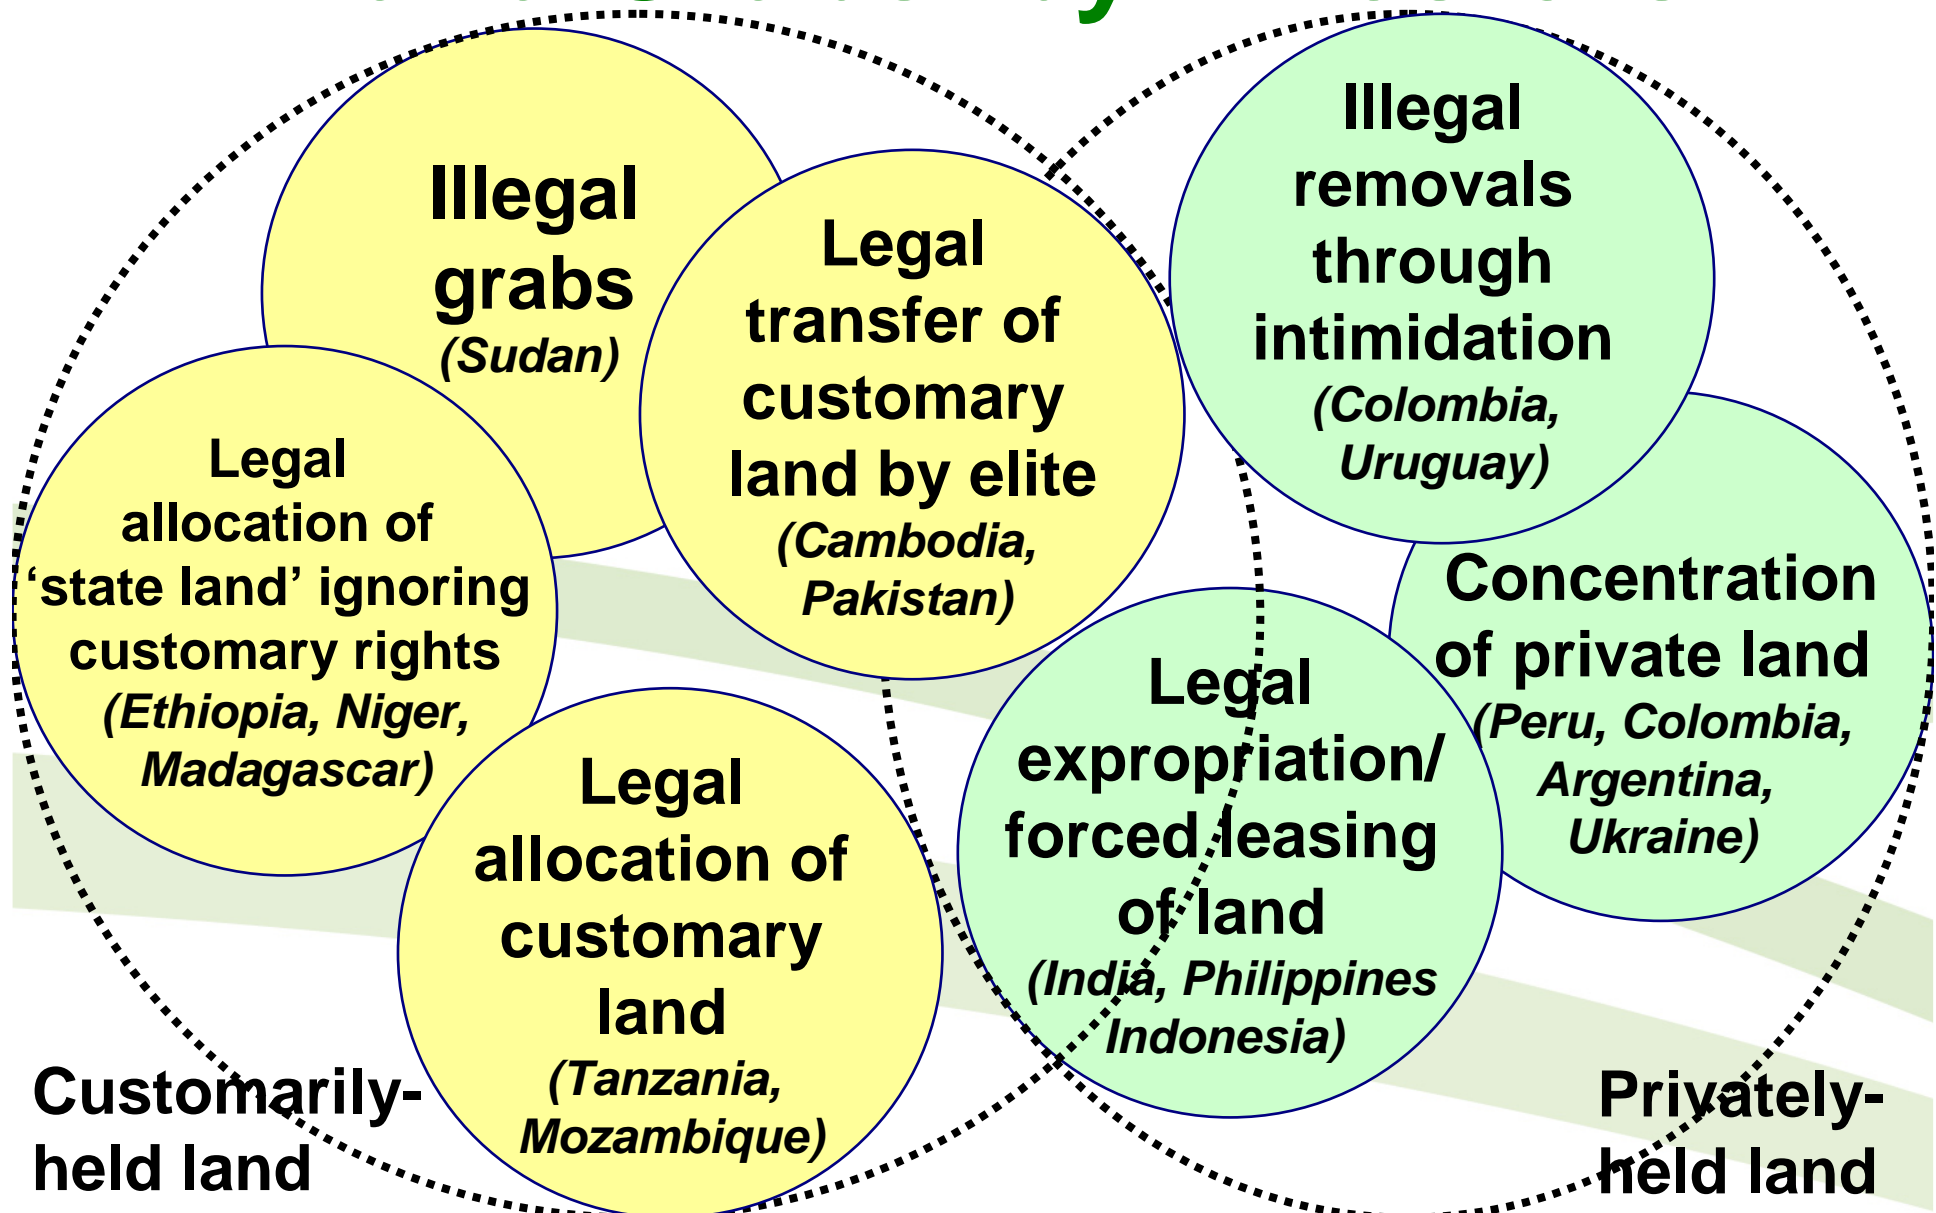 Illegal
grabs
(Sudan)
Legal
transfer of
customary
land by elite
(Cambodia,
Pakistan)
Illegal
removals
through
intimidation
(Colombia,
Uruguay)
Legal
allocation of
‘state land’ ignoring
customary rights
(Ethiopia, Niger,
Madagascar)
Concentration
of private land
(Peru, Colombia,
Argentina,
Ukraine)
Legal
allocation of
customary
land
(Tanzania,
Mozambique)
Legal
expropriation/
forced leasing
of land
(India, Philippines
Indonesia)
Customarily-
held land
Privately-
held land